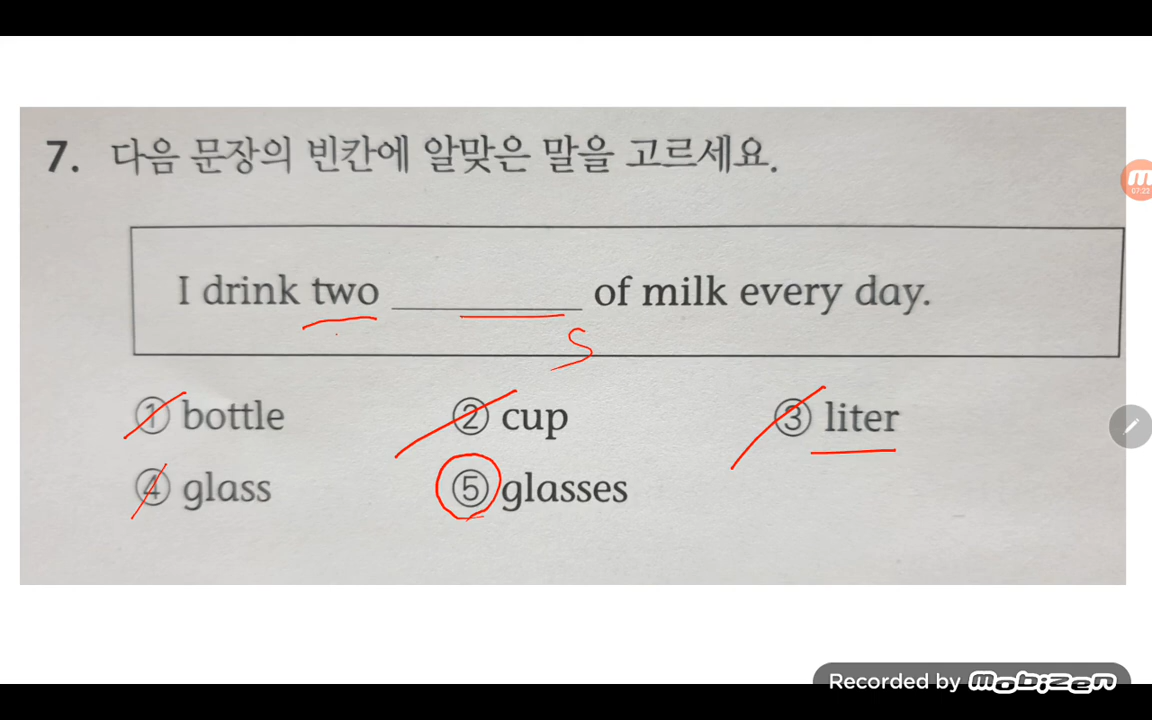 7. 다음 문장의 빈칸에 알맞은 말을 고르세요.
I drink two __________ of milk every day.
S
① bottle ② cup ③ liter
④ glass ⑤ glasses
07:23
Recorded by mobizen